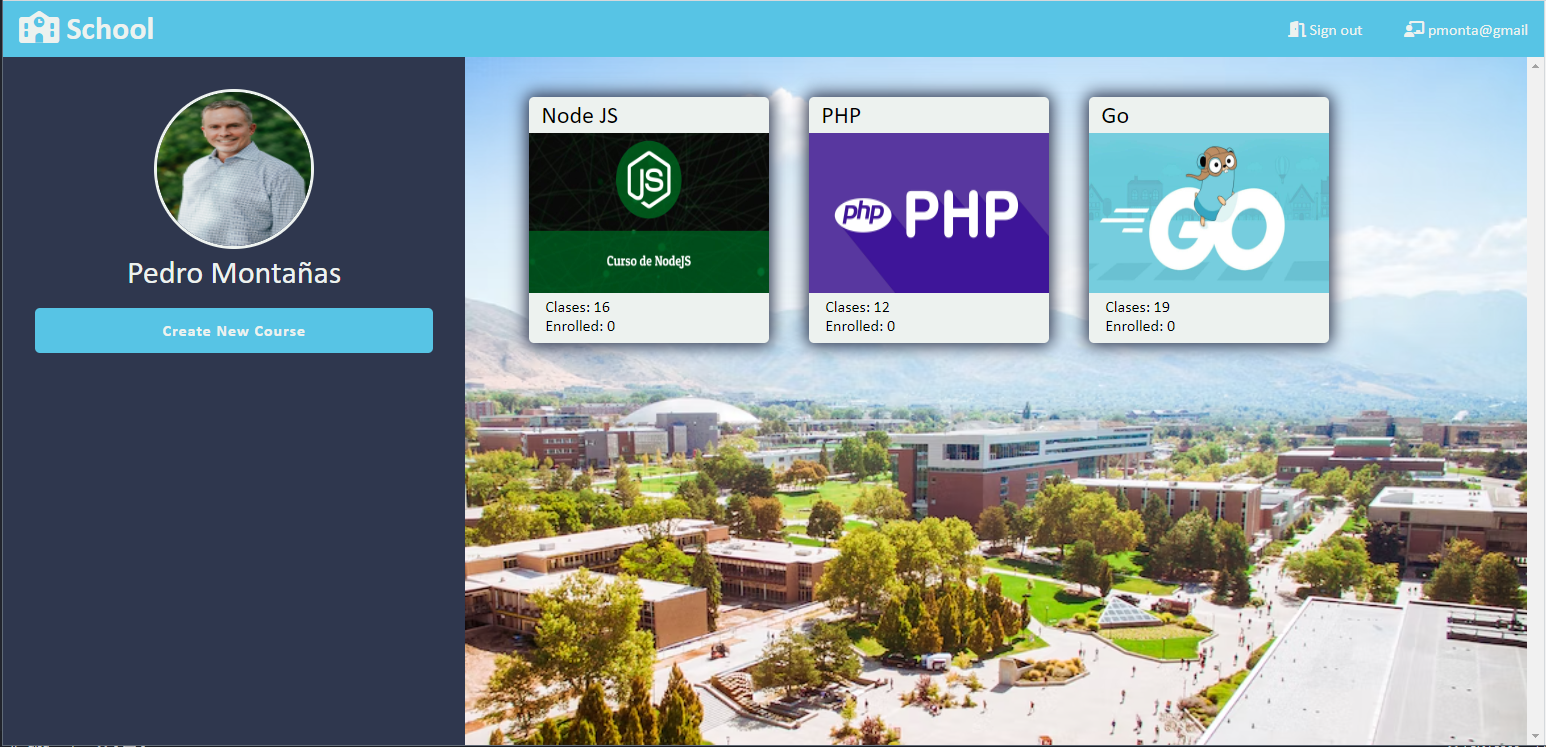 School
Sign out
pmonta@gmail
Pedro Montañas
Create New Course
Node JS
JS
Curso de NodeJS
Clases: 16
Enrolled: 0
PHP
php PHP
Clases: 12
Enrolled: 0
Go
GO
Clases: 19
Enrolled: 0